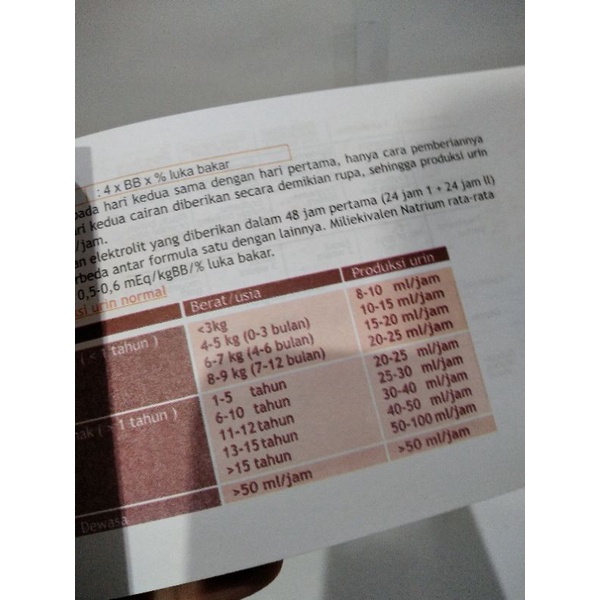 : 4 x BB x % luka bakar
pada hari kedua sama dengan hari pertama, hanya cara pemberiannya
kedua cairan diberikan secara demikian rupa, sehingga produksi urin
/jam.
elektrolit yang diberikan dalam 48 jam pertama (24 jam 1 + 24 jam II)
antar formula satu dengan lainnya. Miliekivalen Natrium rata-rata
0,5-0,6 mEq/kgBB/% luka bakar.
urin normal
Berat/usia Produksi urin
( < 1 tahun ) <3kg 8-10 ml/jam
4-5 kg (0-3 bulan) 10-15 ml/jam
6-7 kg (4-6 bulan) 15-20 ml/jam
8-9 kg (7-12 bulan) 20-25 ml/jam
( > 1 tahun ) 1-5 tahun 20-25 ml/jam
6-10 tahun 25-30 ml/jam
11-12 tahun 30-40 ml/jam
13-15 tahun 40-50 ml/jam
>15 tahun 50-100 ml/jam
Dewasa >50 ml/jam >50 ml/jam